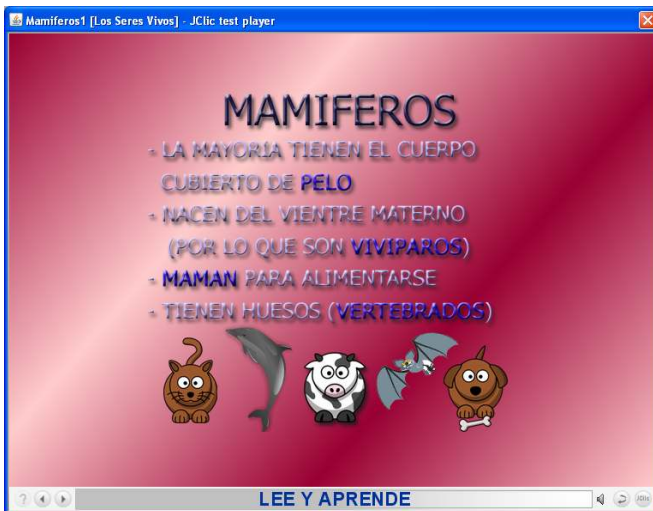 Mamiferos1 [Los Seres Vivos] - JClic test player
MAMIFEROS
- LA MAYORIA TIENEN EL CUERPO
CUBIERTO DE PELO
- NACEN DEL VIENTRE MATERNO
(POR LO QUE SON VIVIPAROS)
- MAMAN PARA ALIMENTARSE
- TIENEN HUESOS (VERTEBRADOS)
LEE Y APRENDE